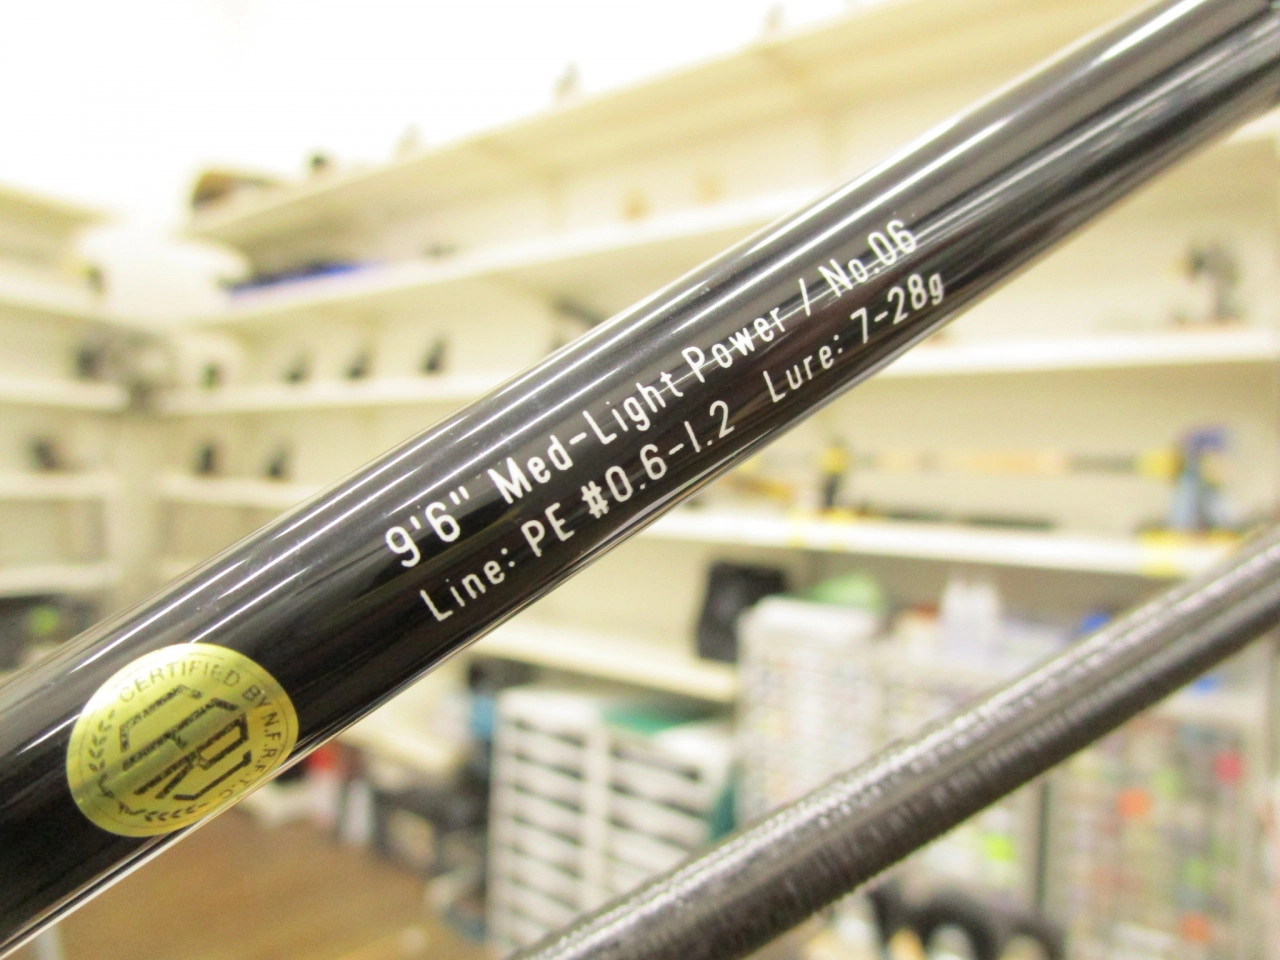 9'6" Med-Light Power / No.06
Line: PE #0.6-1.2 Lure: 7-28g
CERTIFIED BY N.F.R.F.T.C.